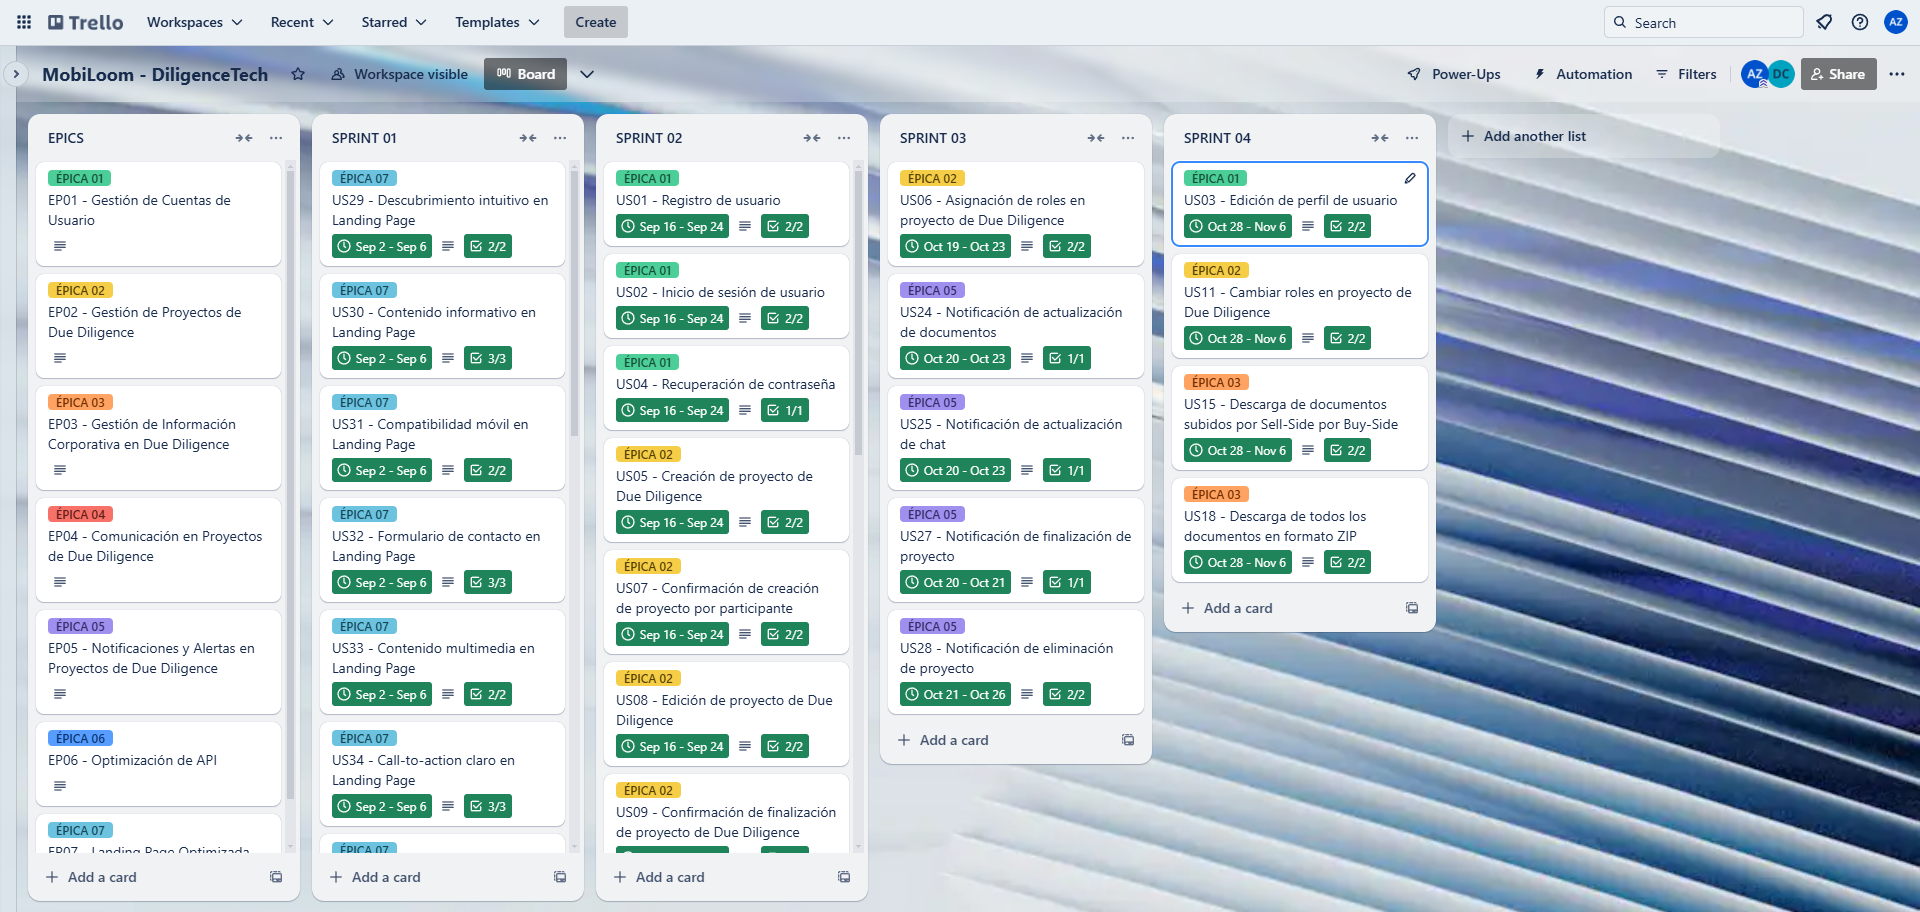 Trello
Workspaces
Recent
Starred
Templates
Create
Search
AZ
MobiLoom - DiligenceTech
Workspace visible
Board
Power-Ups
Automation
Filters
AZ
DC
Share
EPICS
ÉPICA 01
EP01 - Gestión de Cuentas de
Usuario
ÉPICA 02
EP02 - Gestión de Proyectos de
Due Diligence
ÉPICA 03
EP03 - Gestión de Información
Corporativa en Due Diligence
ÉPICA 04
EP04 - Comunicación en Proyectos
de Due Diligence
ÉPICA 05
EP05 - Notificaciones y Alertas en
Proyectos de Due Diligence
ÉPICA 06
EP06 - Optimización de API
ÉPICA 07
EP07 - Landing Page Optimizada
Add a card
SPRINT 01
ÉPICA 07
US29 - Descubrimiento intuitivo en
Landing Page
Sep 2 - Sep 6
2/2
ÉPICA 07
US30 - Contenido informativo en
Landing Page
Sep 2 - Sep 6
3/3
ÉPICA 07
US31 - Compatibilidad móvil en
Landing Page
Sep 2 - Sep 6
2/2
ÉPICA 07
US32 - Formulario de contacto en
Landing Page
Sep 2 - Sep 6
3/3
ÉPICA 07
US33 - Contenido multimedia en
Landing Page
Sep 2 - Sep 6
2/2
ÉPICA 07
US34 - Call-to-action claro en
Landing Page
Sep 2 - Sep 6
3/3
ÉPICA 07
Add a card
SPRINT 02
ÉPICA 01
US01 - Registro de usuario
Sep 16 - Sep 24
2/2
ÉPICA 01
US02 - Inicio de sesión de usuario
Sep 16 - Sep 24
2/2
ÉPICA 01
US04 - Recuperación de contraseña
Sep 16 - Sep 24
1/1
ÉPICA 02
US05 - Creación de proyecto de
Due Diligence
Sep 16 - Sep 24
2/2
ÉPICA 02
US07 - Confirmación de creación
de proyecto por participante
Sep 16 - Sep 24
2/2
ÉPICA 02
US08 - Edición de proyecto de Due
Diligence
Sep 16 - Sep 24
2/2
ÉPICA 02
US09 - Confirmación de finalización
de proyecto de Due Diligence
Add a card
SPRINT 03
ÉPICA 02
US06 - Asignación de roles en
proyecto de Due Diligence
Oct 19 - Oct 23
2/2
ÉPICA 05
US24 - Notificación de actualización
de documentos
Oct 20 - Oct 23
1/1
ÉPICA 05
US25 - Notificación de actualización
de chat
Oct 20 - Oct 23
1/1
ÉPICA 05
US27 - Notificación de finalización de
proyecto
Oct 20 - Oct 21
1/1
ÉPICA 05
US28 - Notificación de eliminación
de proyecto
Oct 21 - Oct 26
2/2
Add a card
SPRINT 04
ÉPICA 01
US03 - Edición de perfil de usuario
Oct 28 - Nov 6
2/2
ÉPICA 02
US11 - Cambiar roles en proyecto de
Due Diligence
Oct 28 - Nov 6
2/2
ÉPICA 03
US15 - Descarga de documentos
subidos por Sell-Side por Buy-Side
Oct 28 - Nov 6
2/2
ÉPICA 03
US18 - Descarga de todos los
documentos en formato ZIP
Oct 28 - Nov 6
2/2
Add a card
Add another list